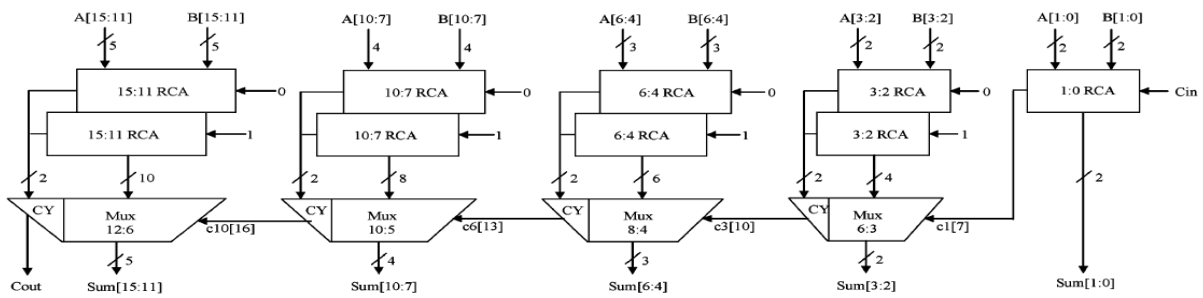 A[15:11] B[15:11] A[10:7] B[10:7] A[6:4] B[6:4] A[3:2] B[3:2] A[1:0] B[1:0]
5 5 4 4 3 3 2 2 2 2
15:11 RCA 0 10:7 RCA 0 6:4 RCA 0 3:2 RCA 0 1:0 RCA Cin
15:11 RCA 1 10:7 RCA 1 6:4 RCA 1 3:2 RCA 1
2 10 2 8 2 6 2 4 2
CY Mux CY Mux CY Mux CY Mux
12:6 c10[16] 10:5 c6[13] 8:4 c3[10] 6:3 c1[7]
5 4 3 2
Cout Sum[15:11] Sum[10:7] Sum[6:4] Sum[3:2] Sum[1:0]